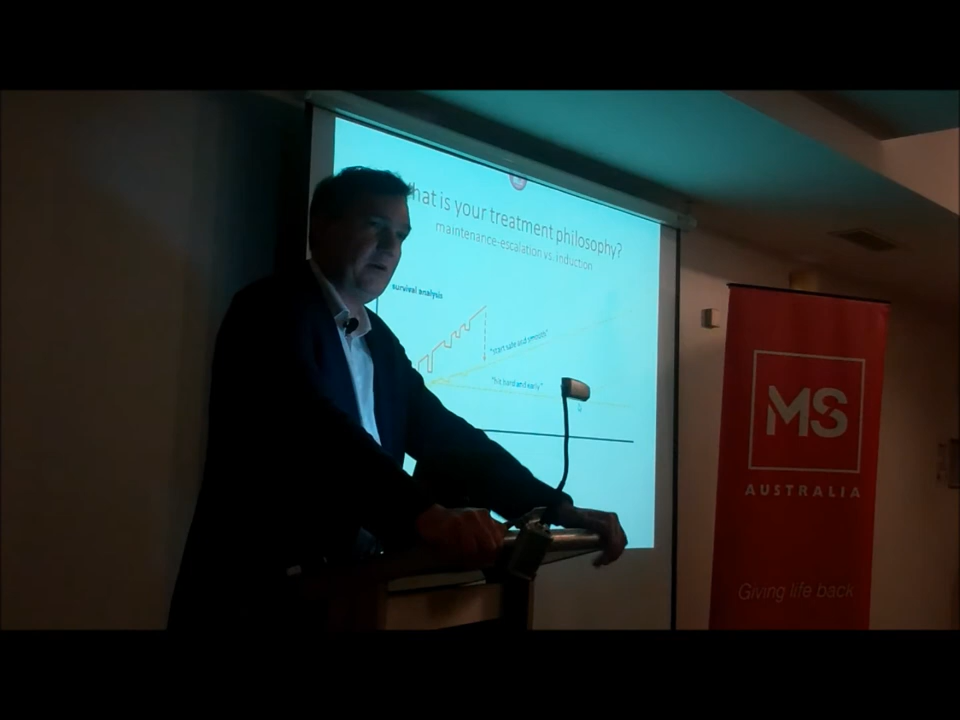 hat is your treatment philosophy?
maintenance-escalation vs. induction
survival analysis
"start safe and smooth"
"hit hard and early"
MS
AUSTRALIA
Giving life back